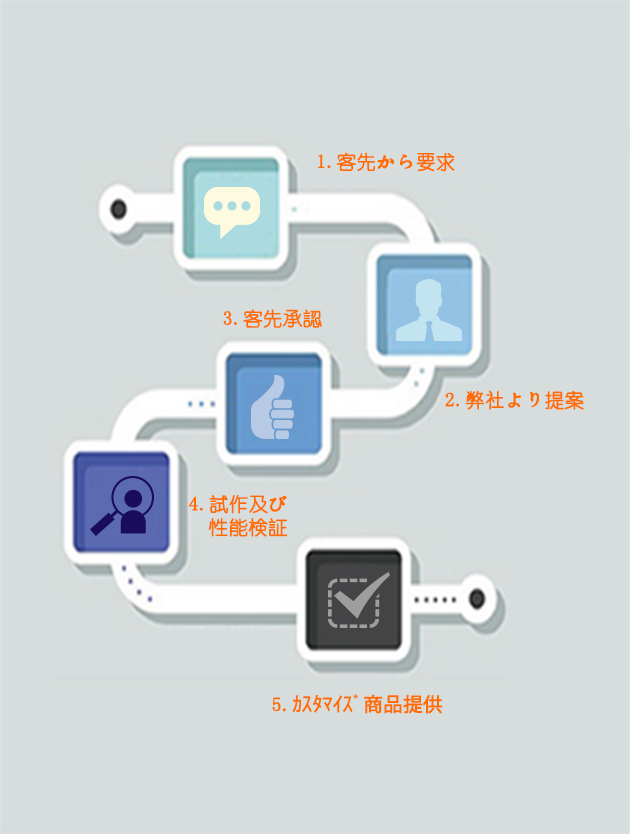 1. 客先から要求
2. 弊社より提案
3. 客先承認
4. 試作及び
性能検証
5. ｶｽﾀﾏｲｽﾞ 商品提供